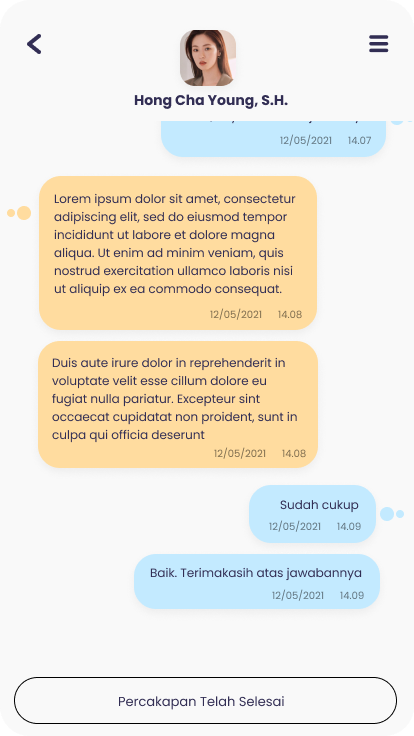 Hong Cha Young, S.H.
12/05/2021 14.07
Lorem ipsum dolor sit amet, consectetur
adipiscing elit, sed do eiusmod tempor
incididunt ut labore et dolore magna
aliqua. Ut enim ad minim veniam, quis
nostrud exercitation ullamco laboris nisi
ut aliquip ex ea commodo consequat.
12/05/2021 14.08
Duis aute irure dolor in reprehenderit in
voluptate velit esse cillum dolore eu
fugiat nulla pariatur. Excepteur sint
occaecat cupidatat non proident, sunt in
culpa qui officia deserunt
12/05/2021 14.08
Sudah cukup
12/05/2021 14.09
Baik. Terimakasih atas jawabannya
12/05/2021 14.09
Percakapan Telah Selesai